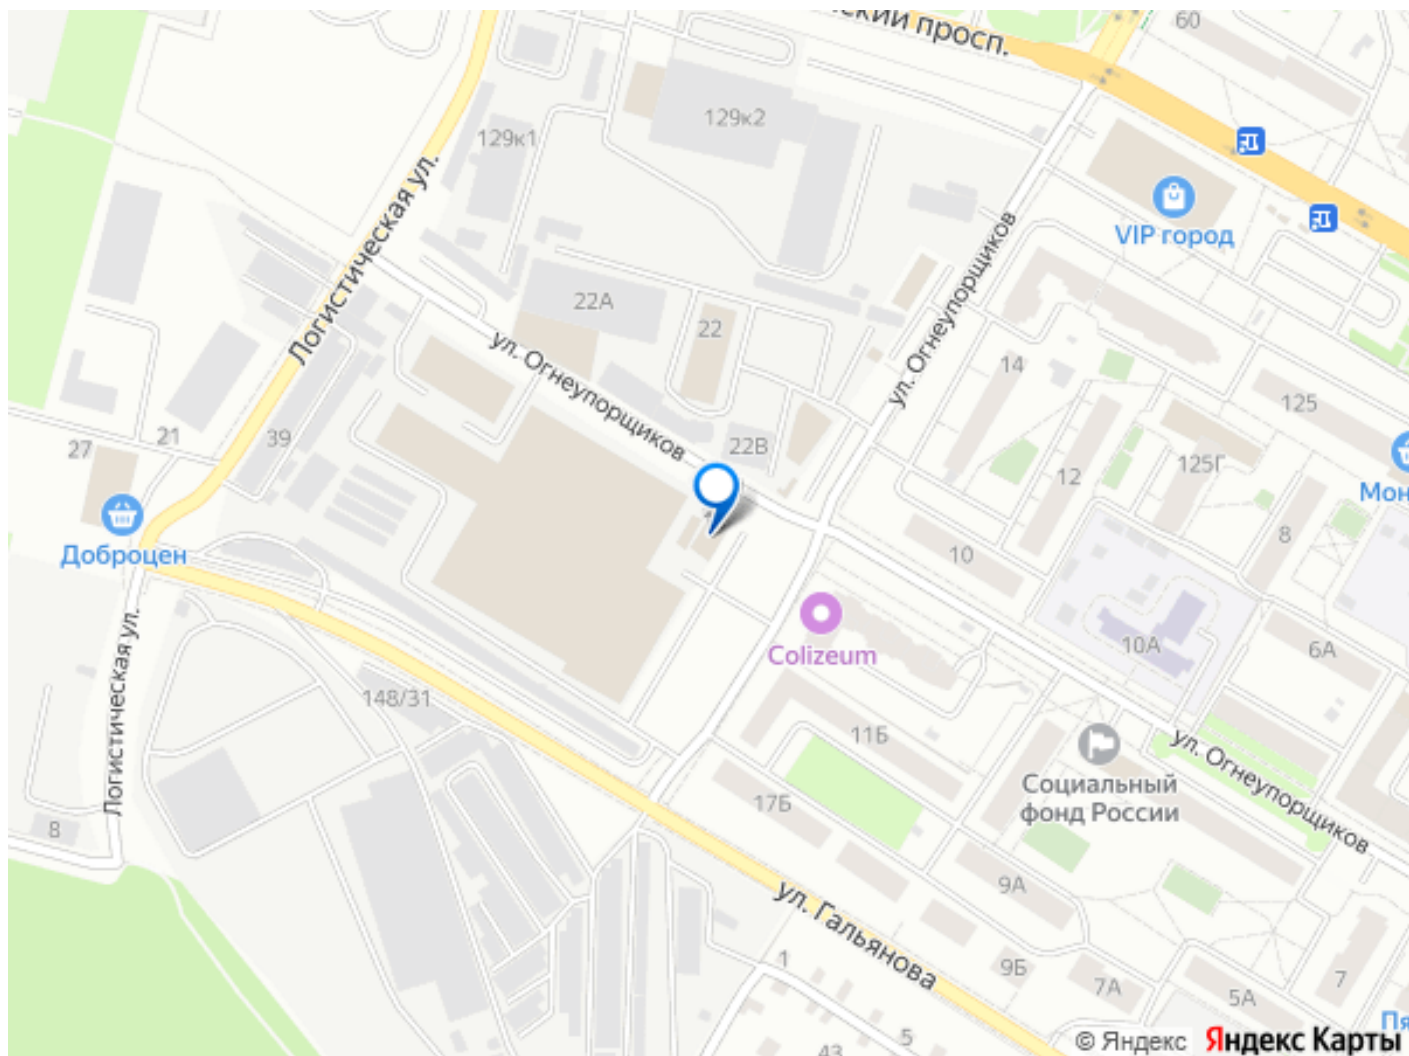 ский просп.
60
129к2
129к1
Логистическая ул.
VIP город
ул. Огнеупорщиков
22А
22
ул. Огнеупорщиков
14
125
12
125Г
22В
39
21
27
Доброцен
10
8
Colizeum
10А
6А
Логистическая ул.
148/31
11Б
ул. Огнеупорщиков
Социальный
фонд России
17Б
8
9А
ул. Гальянова
1
9Б
7А
5А
7
5
43
© Яндекс
Яндекс Карты